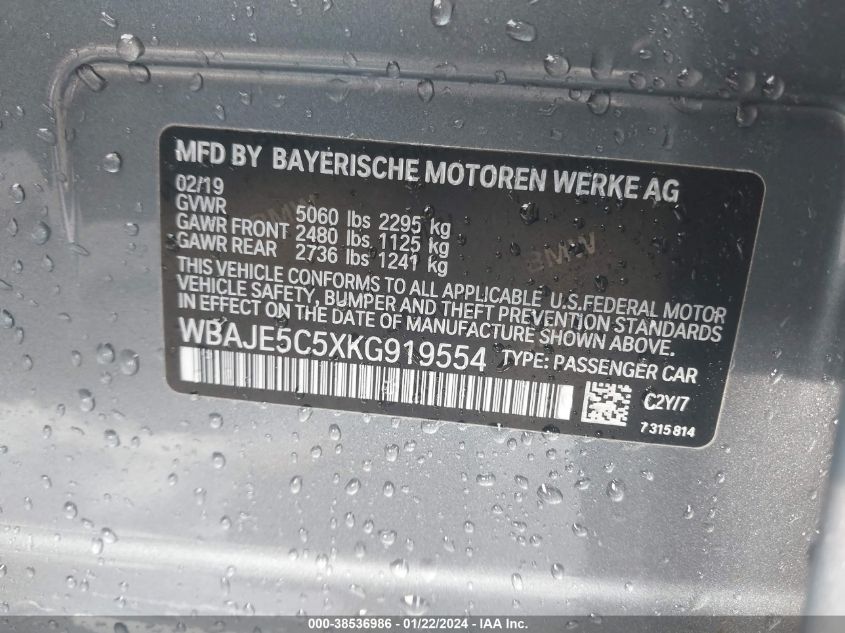 MFD BY BAYERISCHE MOTOREN WERKE AG
02/19
GVWR 5060 lbs 2295 kg
GAWR FRONT 2480 lbs 1125 kg
GAWR REAR 2736 lbs 1241 kg
THIS VEHICLE CONFORMS TO ALL APPLICABLE U.S.FEDERAL MOTOR
VEHICLE SAFETY, BUMPER AND THEFT PREVENTION STANDARDS
IN EFFECT ON THE DATE OF MANUFACTURE SHOWN ABOVE.
WBAJE5C5XKG919554 TYPE: PASSENGER CAR
C2Y/7
7 315 814
BMW
BMW
000-38536986 - 01/22/2024 - IAA Inc.